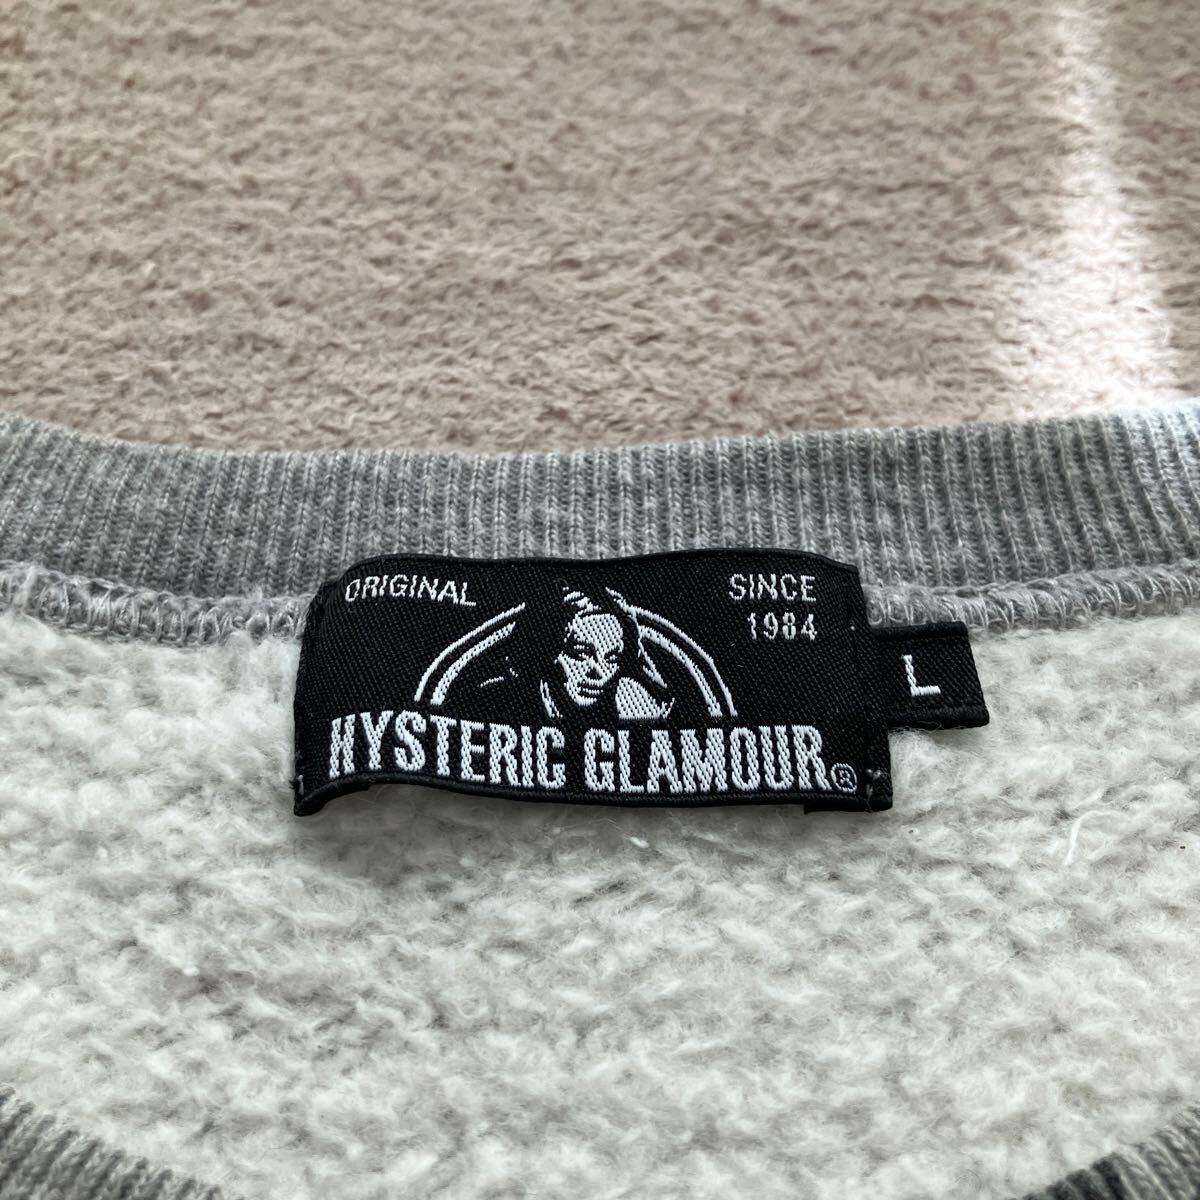 ORIGINAL
SINCE
1984
L
HYSTERIC GLAMOUR®